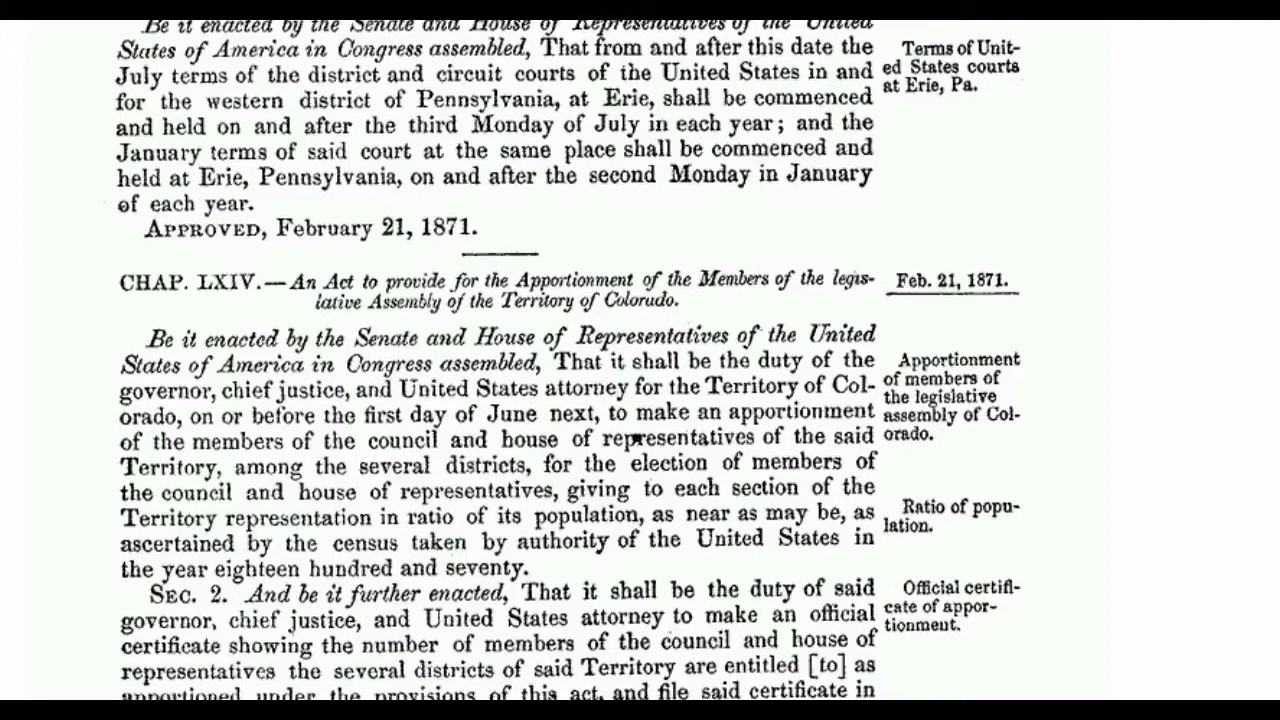 Be it enacted by the Senate and House of Representatives of the United
States of America in Congress assembled, That from and after this date the
July terms of the district and circuit courts of the United States in and
for the western district of Pennsylvania, at Erie, shall be commenced
and held on and after the third Monday of July in each year; and the
January terms of said court at the same place shall be commenced and
held at Erie, Pennsylvania, on and after the second Monday in January
of each year.
APPROVED, February 21, 1871.
Terms of Unit-
ed States courts
at Erie, Pa.
CHAP. LXIV.—An Act to provide for the Apportionment of the Members of the legis-
lative Assembly of the Territory of Colorado.
Feb. 21, 1871.
Be it enacted by the Senate and House of Representatives of the United
States of America in Congress assembled, That it shall be the duty of the
governor, chief justice, and United States attorney for the Territory of Col-
orado, on or before the first day of June next, to make an apportionment
of the members of the council and house of representatives of the said
Territory, among the several districts, for the election of members of
the council and house of representatives, giving to each section of the
Territory representation in ratio of its population, as near as may be, as
ascertained by the census taken by authority of the United States in
the year eighteen hundred and seventy.
Apportionment
of members of
the legislative
assembly of Col-
orado.
Ratio of popu-
lation.
SEC. 2. And be it further enacted, That it shall be the duty of said
governor, chief justice, and United States attorney to make an official
certificate showing the number of members of the council and house of
representatives the several districts of said Territory are entitled [to] as
apportioned under the provisions of this act, and file said certificate in
Official certifi-
cate of appor-
tionment.